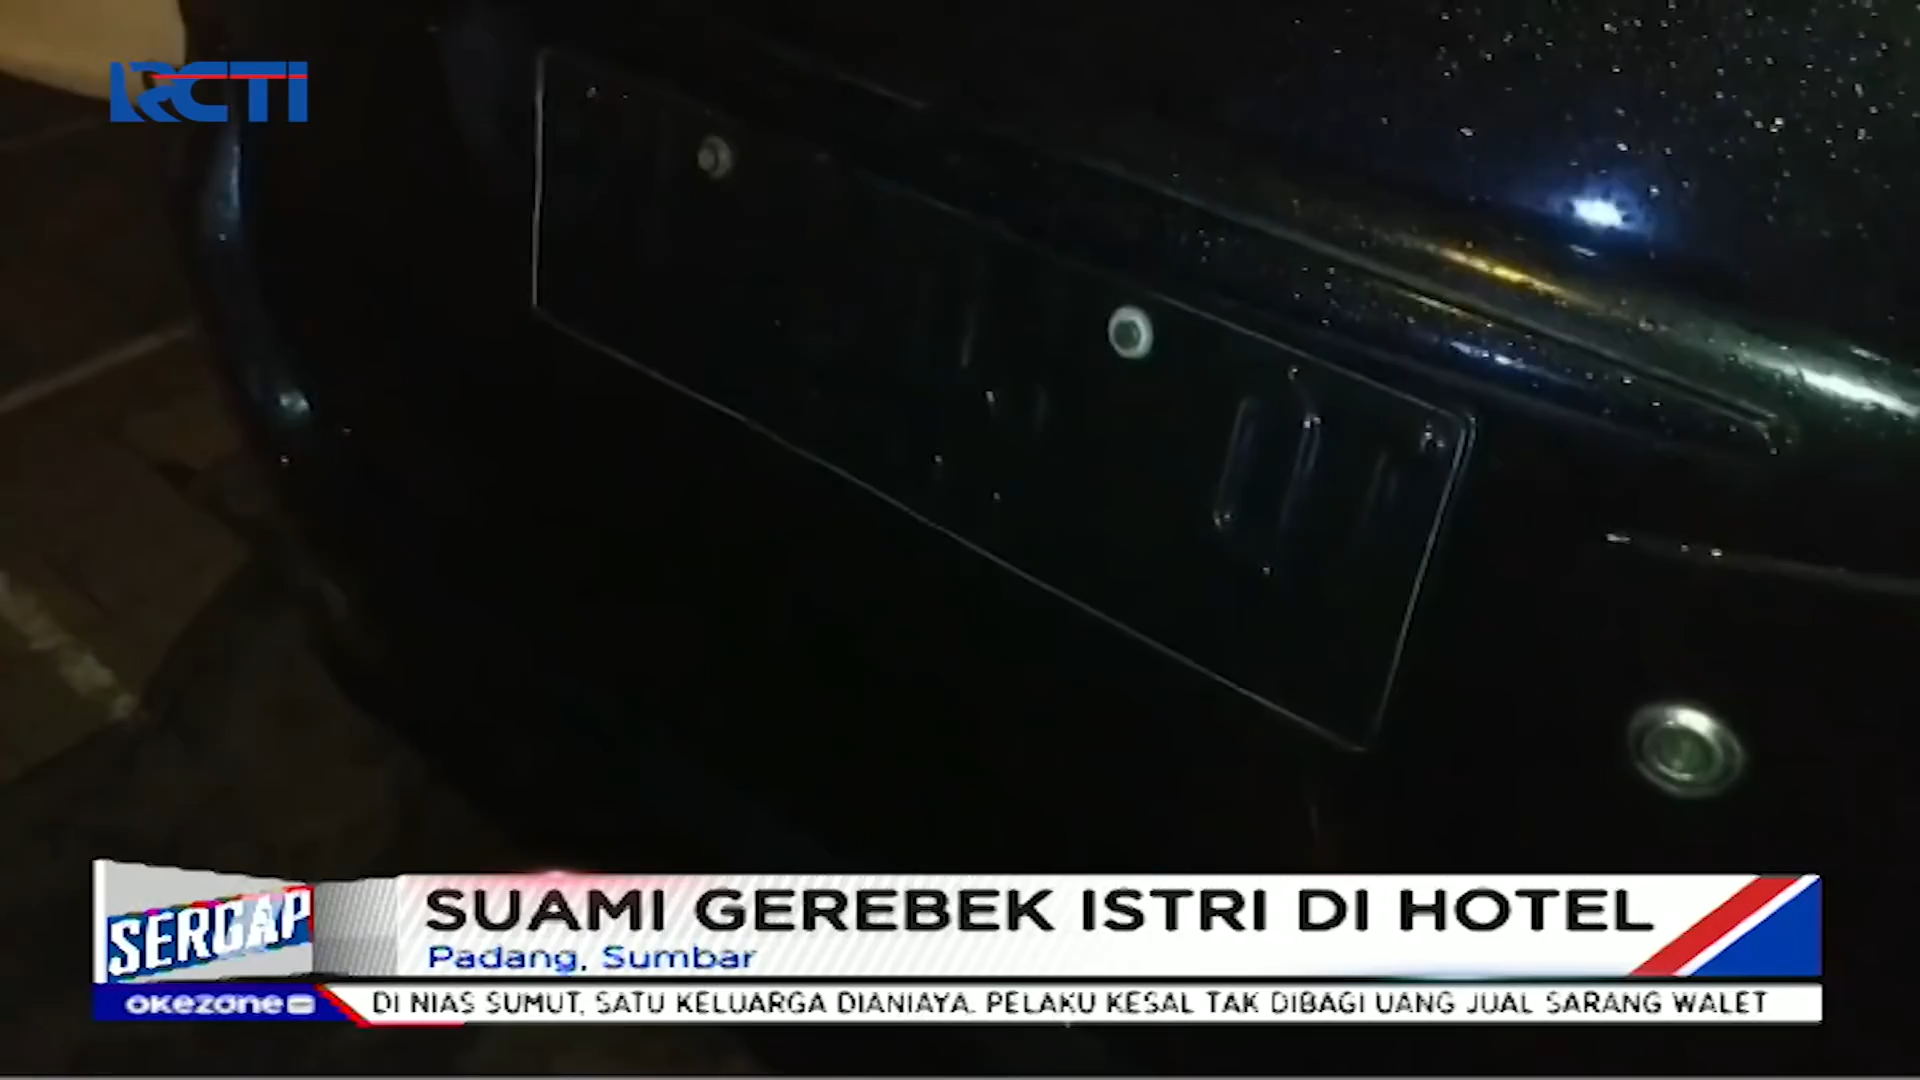 RCTI
SUAMI GEREBEK ISTRI DI HOTEL
SERGAP
Padang, Sumbar
okezone
DI NIAS SUMUT, SATU KELUARGA DIANIAYA. PELAKU KESAL TAK DIBAGI UANG JUAL SARANG WALET